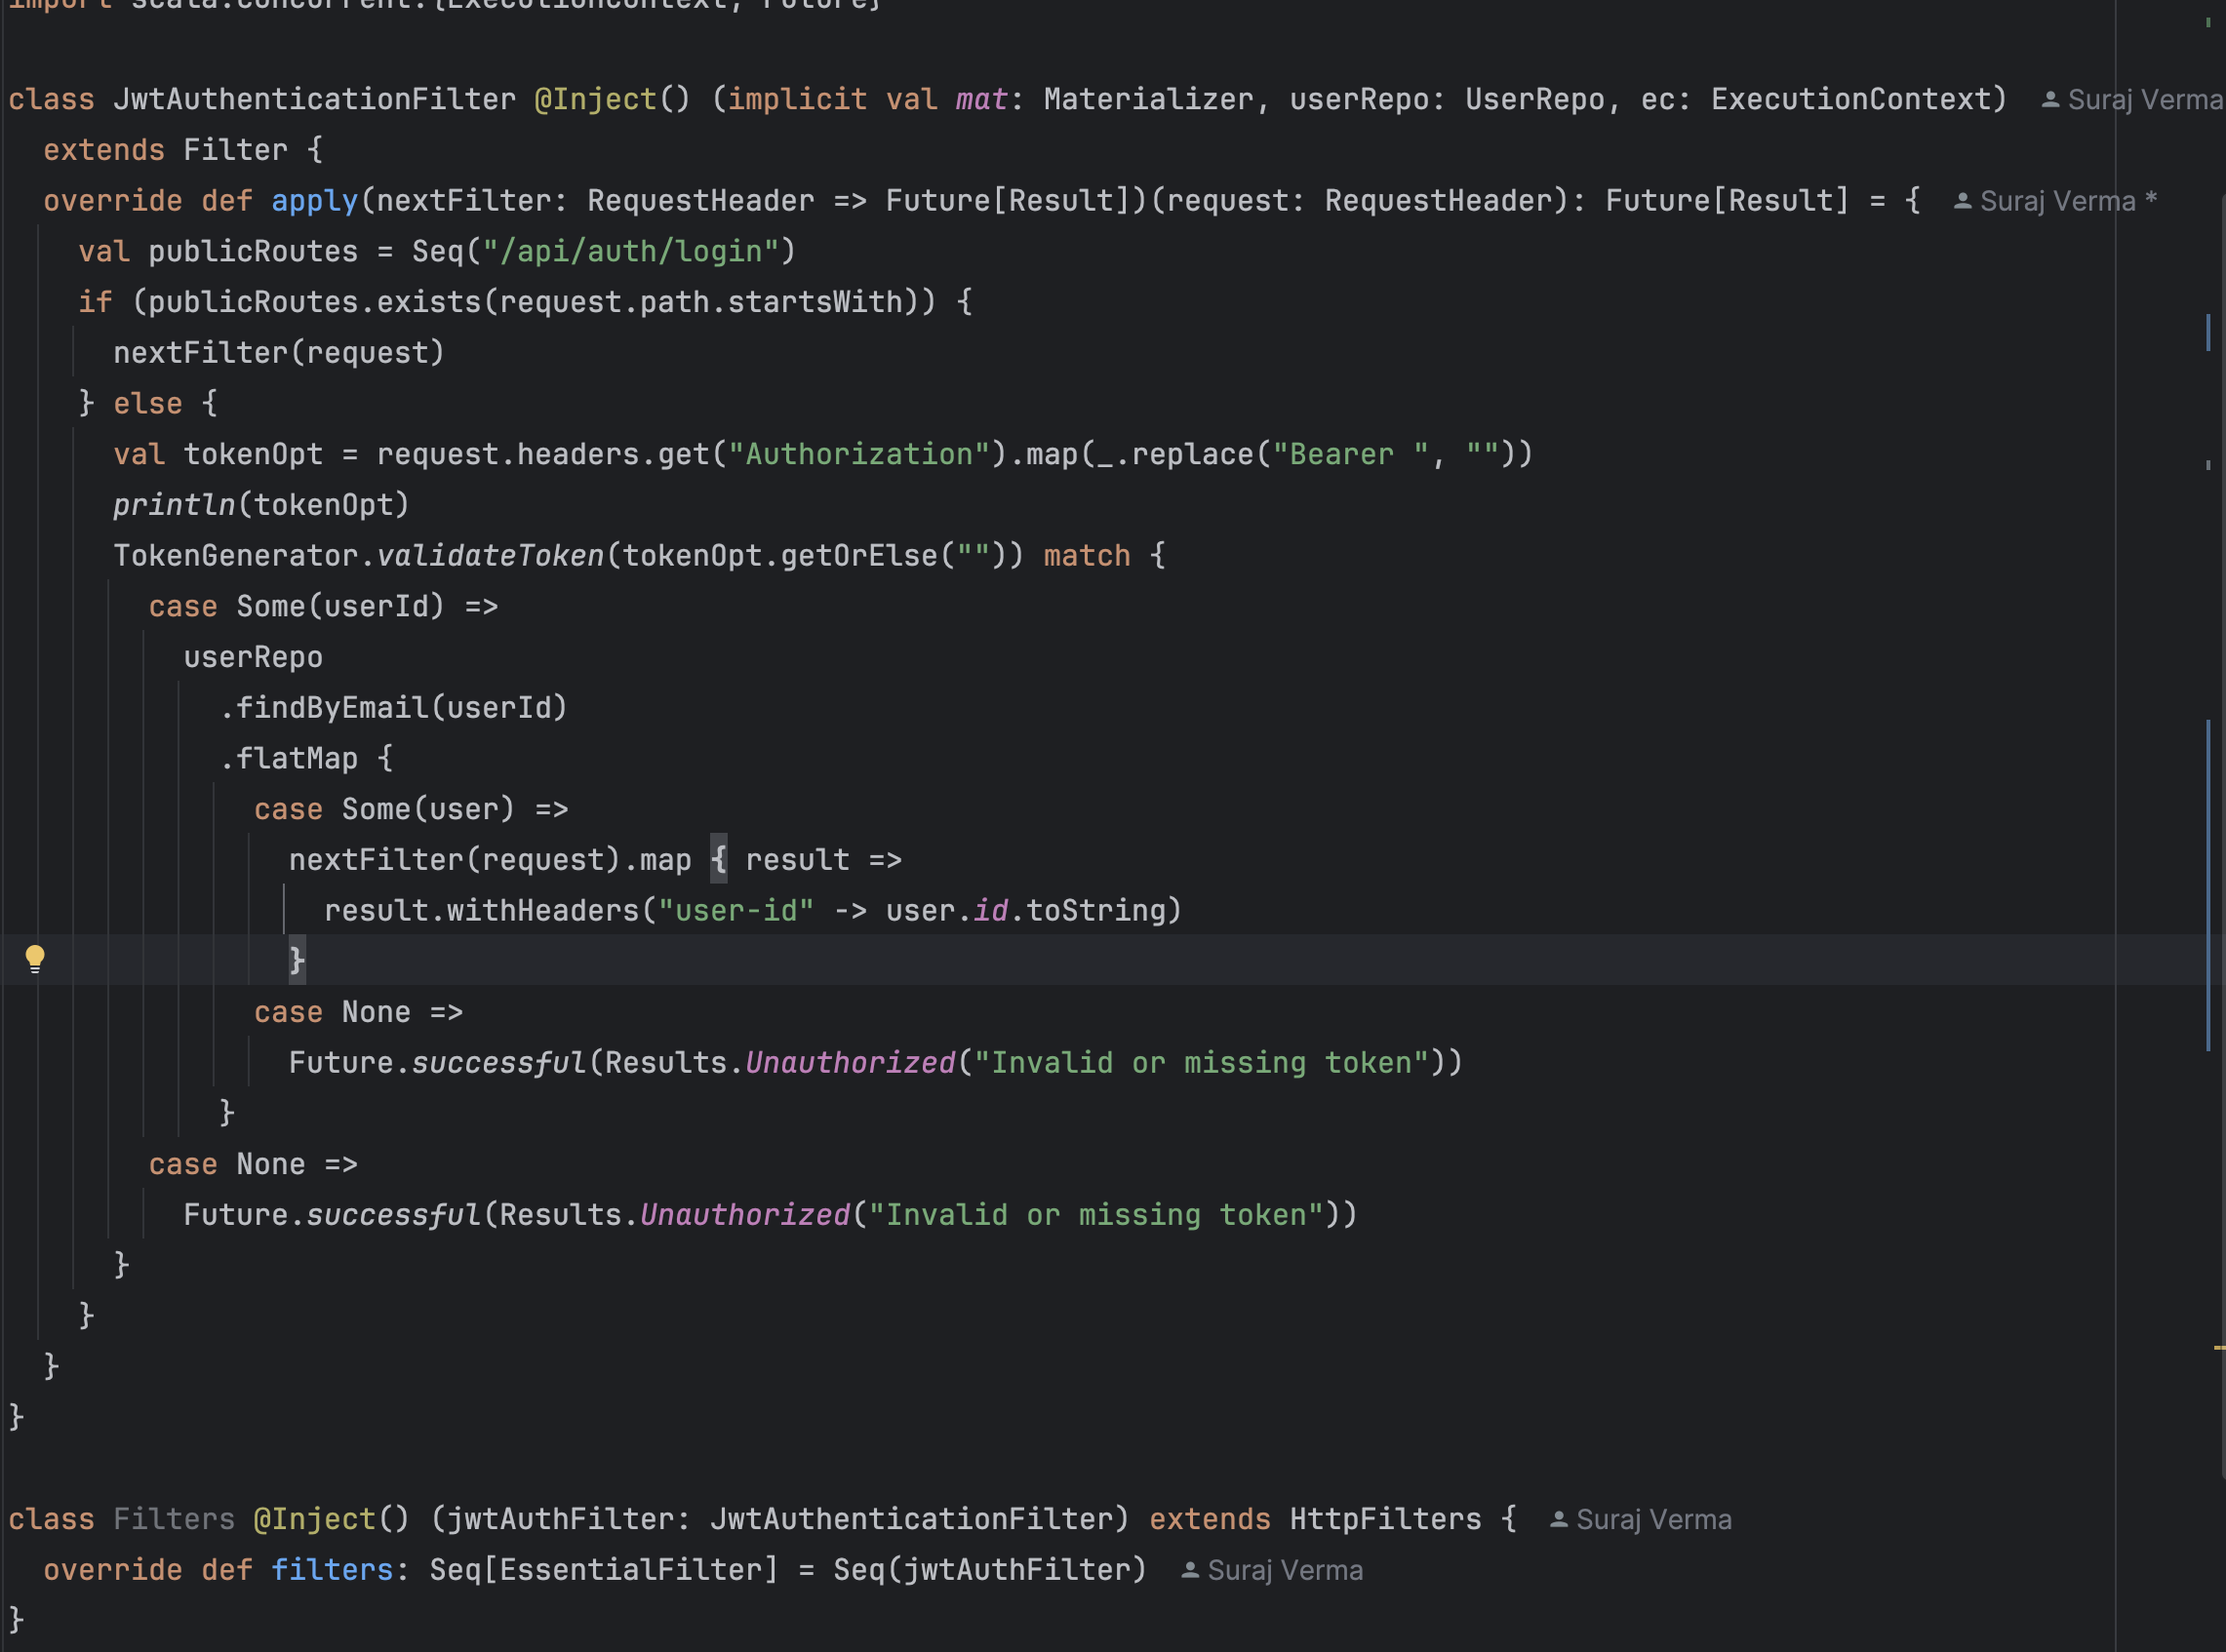 import scala.concurrent.{ExecutionContext, Future}
class JwtAuthenticationFilter @Inject() (implicit val mat: Materializer, userRepo: UserRepo, ec: ExecutionContext) Suraj Verma
extends Filter {
override def apply(nextFilter: RequestHeader => Future[Result])(request: RequestHeader): Future[Result] = { Suraj Verma *
val publicRoutes = Seq("/api/auth/login")
if (publicRoutes.exists(request.path.startsWith)) {
nextFilter(request)
} else {
val tokenOpt = request.headers.get("Authorization").map(_.replace("Bearer ", ""))
println(tokenOpt)
TokenGenerator.validateToken(tokenOpt.getOrElse("")) match {
case Some(userId) =>
userRepo
.findByEmail(userId)
.flatMap {
case Some(user) =>
nextFilter(request).map { result =>
result.withHeaders("user-id" -> user.id.toString)
}
case None =>
Future.successful(Results.Unauthorized("Invalid or missing token"))
}
case None =>
Future.successful(Results.Unauthorized("Invalid or missing token"))
}
}
}
}
class Filters @Inject() (jwtAuthFilter: JwtAuthenticationFilter) extends HttpFilters { Suraj Verma
override def filters: Seq[EssentialFilter] = Seq(jwtAuthFilter) Suraj Verma
}